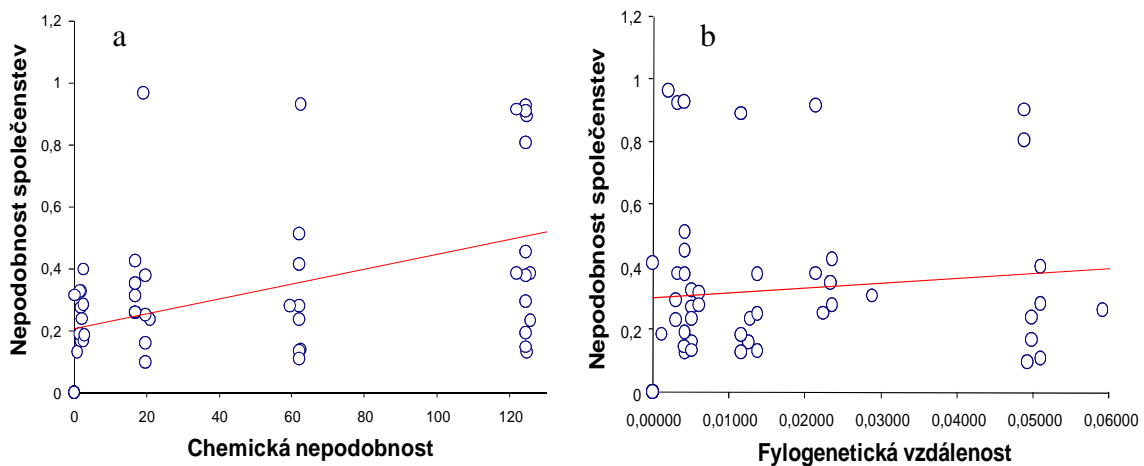 a
Nepodobnost společenstev
1,2
1
0,8
0,6
0,4
0,2
0
0 20 40 60 80 100 120
Chemická nepodobnost
b
Nepodobnost společenstev
1,2
1
0,8
0,6
0,4
0,2
0
0,00000 0,01000 0,02000 0,03000 0,04000 0,05000 0,06000
Fylogenetická vzdálenost